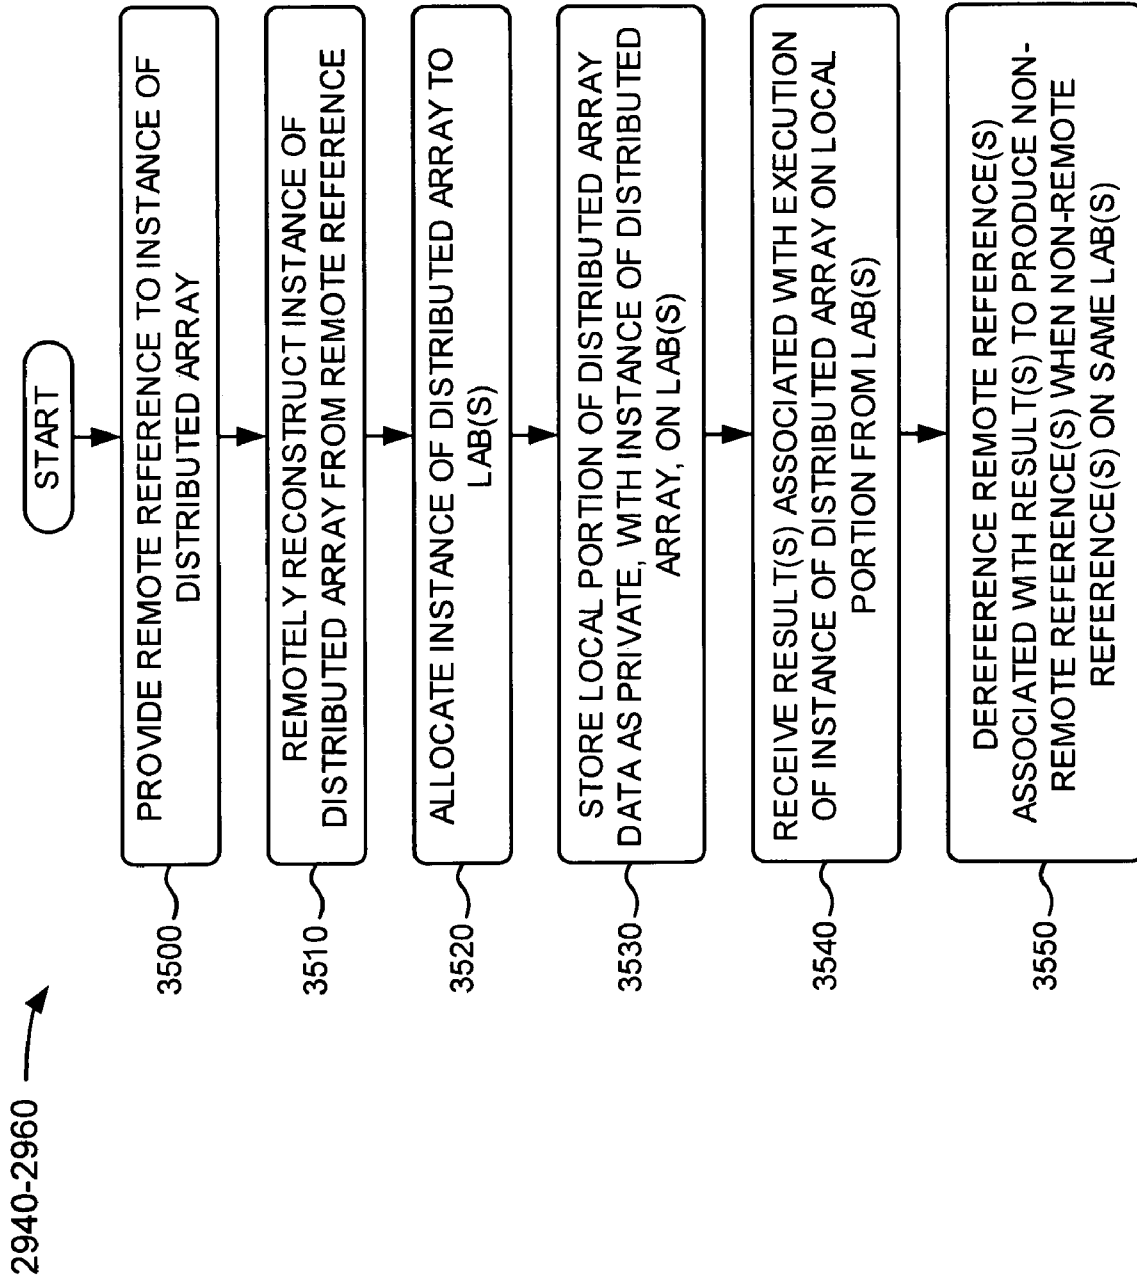 2940-2960
START
PROVIDE REMOTE REFERENCE TO INSTANCE OF
DISTRIBUTED ARRAY
3500
REMOTELY RECONSTRUCT INSTANCE OF
DISTRIBUTED ARRAY FROM REMOTE REFERENCE
3510
ALLOCATE INSTANCE OF DISTRIBUTED ARRAY TO
LAB(S)
3520
STORE LOCAL PORTION OF DISTRIBUTED ARRAY
DATA AS PRIVATE, WITH INSTANCE OF DISTRIBUTED
ARRAY, ON LAB(S)
3530
RECEIVE RESULT(S) ASSOCIATED WITH EXECUTION
OF INSTANCE OF DISTRIBUTED ARRAY ON LOCAL
PORTION FROM LAB(S)
3540
DEREFERENCE REMOTE REFERENCE(S)
ASSOCIATED WITH RESULT(S) TO PRODUCE NON-
REMOTE REFERENCE(S) WHEN NON-REMOTE
REFERENCE(S) ON SAME LAB(S)
3550